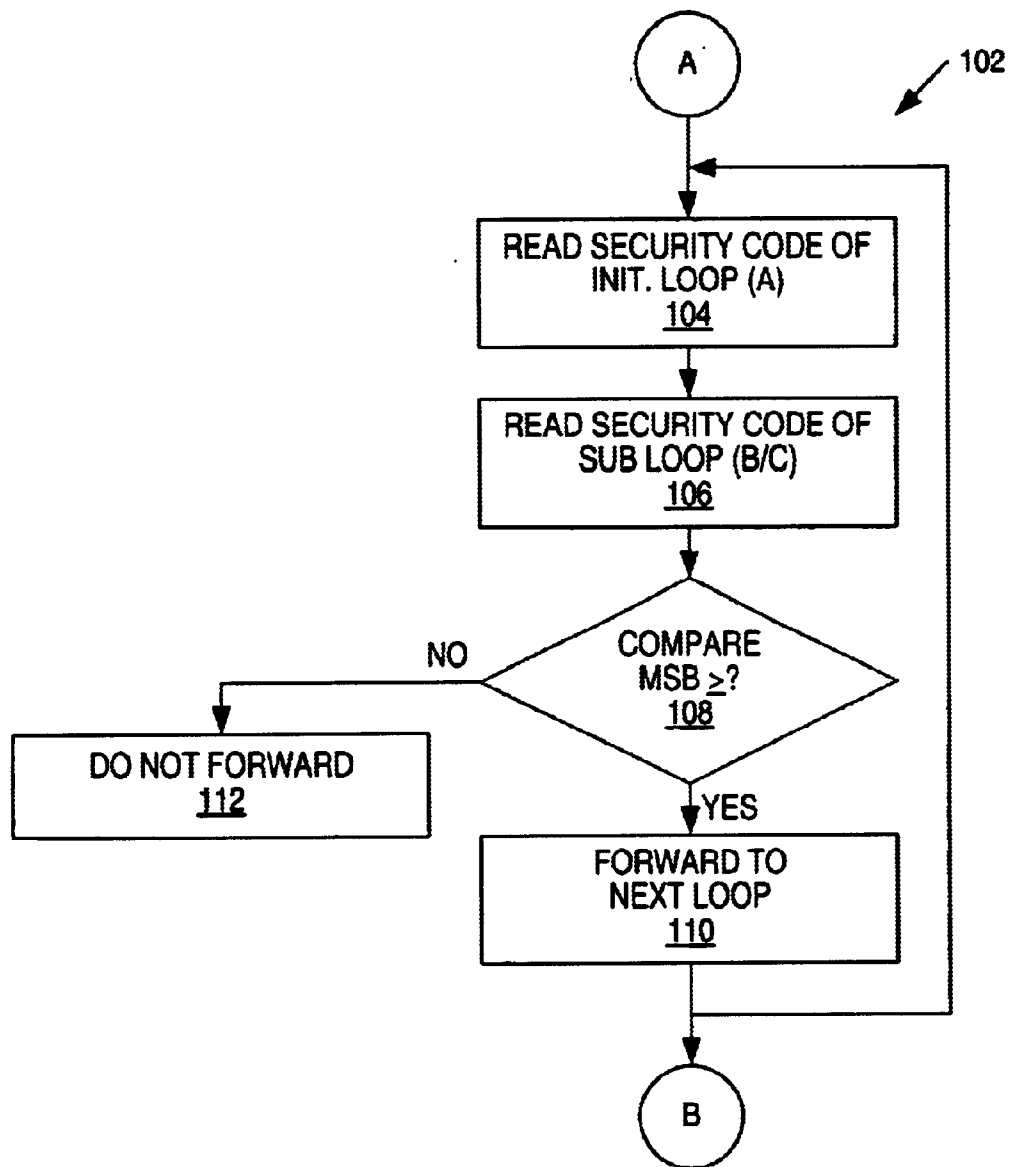 A
102
READ SECURITY CODE OF
INIT. LOOP (A)
104
READ SECURITY CODE OF
SUB LOOP (B/C)
106
COMPARE
MSB ≥?
108
NO
DO NOT FORWARD
112
YES
FORWARD TO
NEXT LOOP
110
B